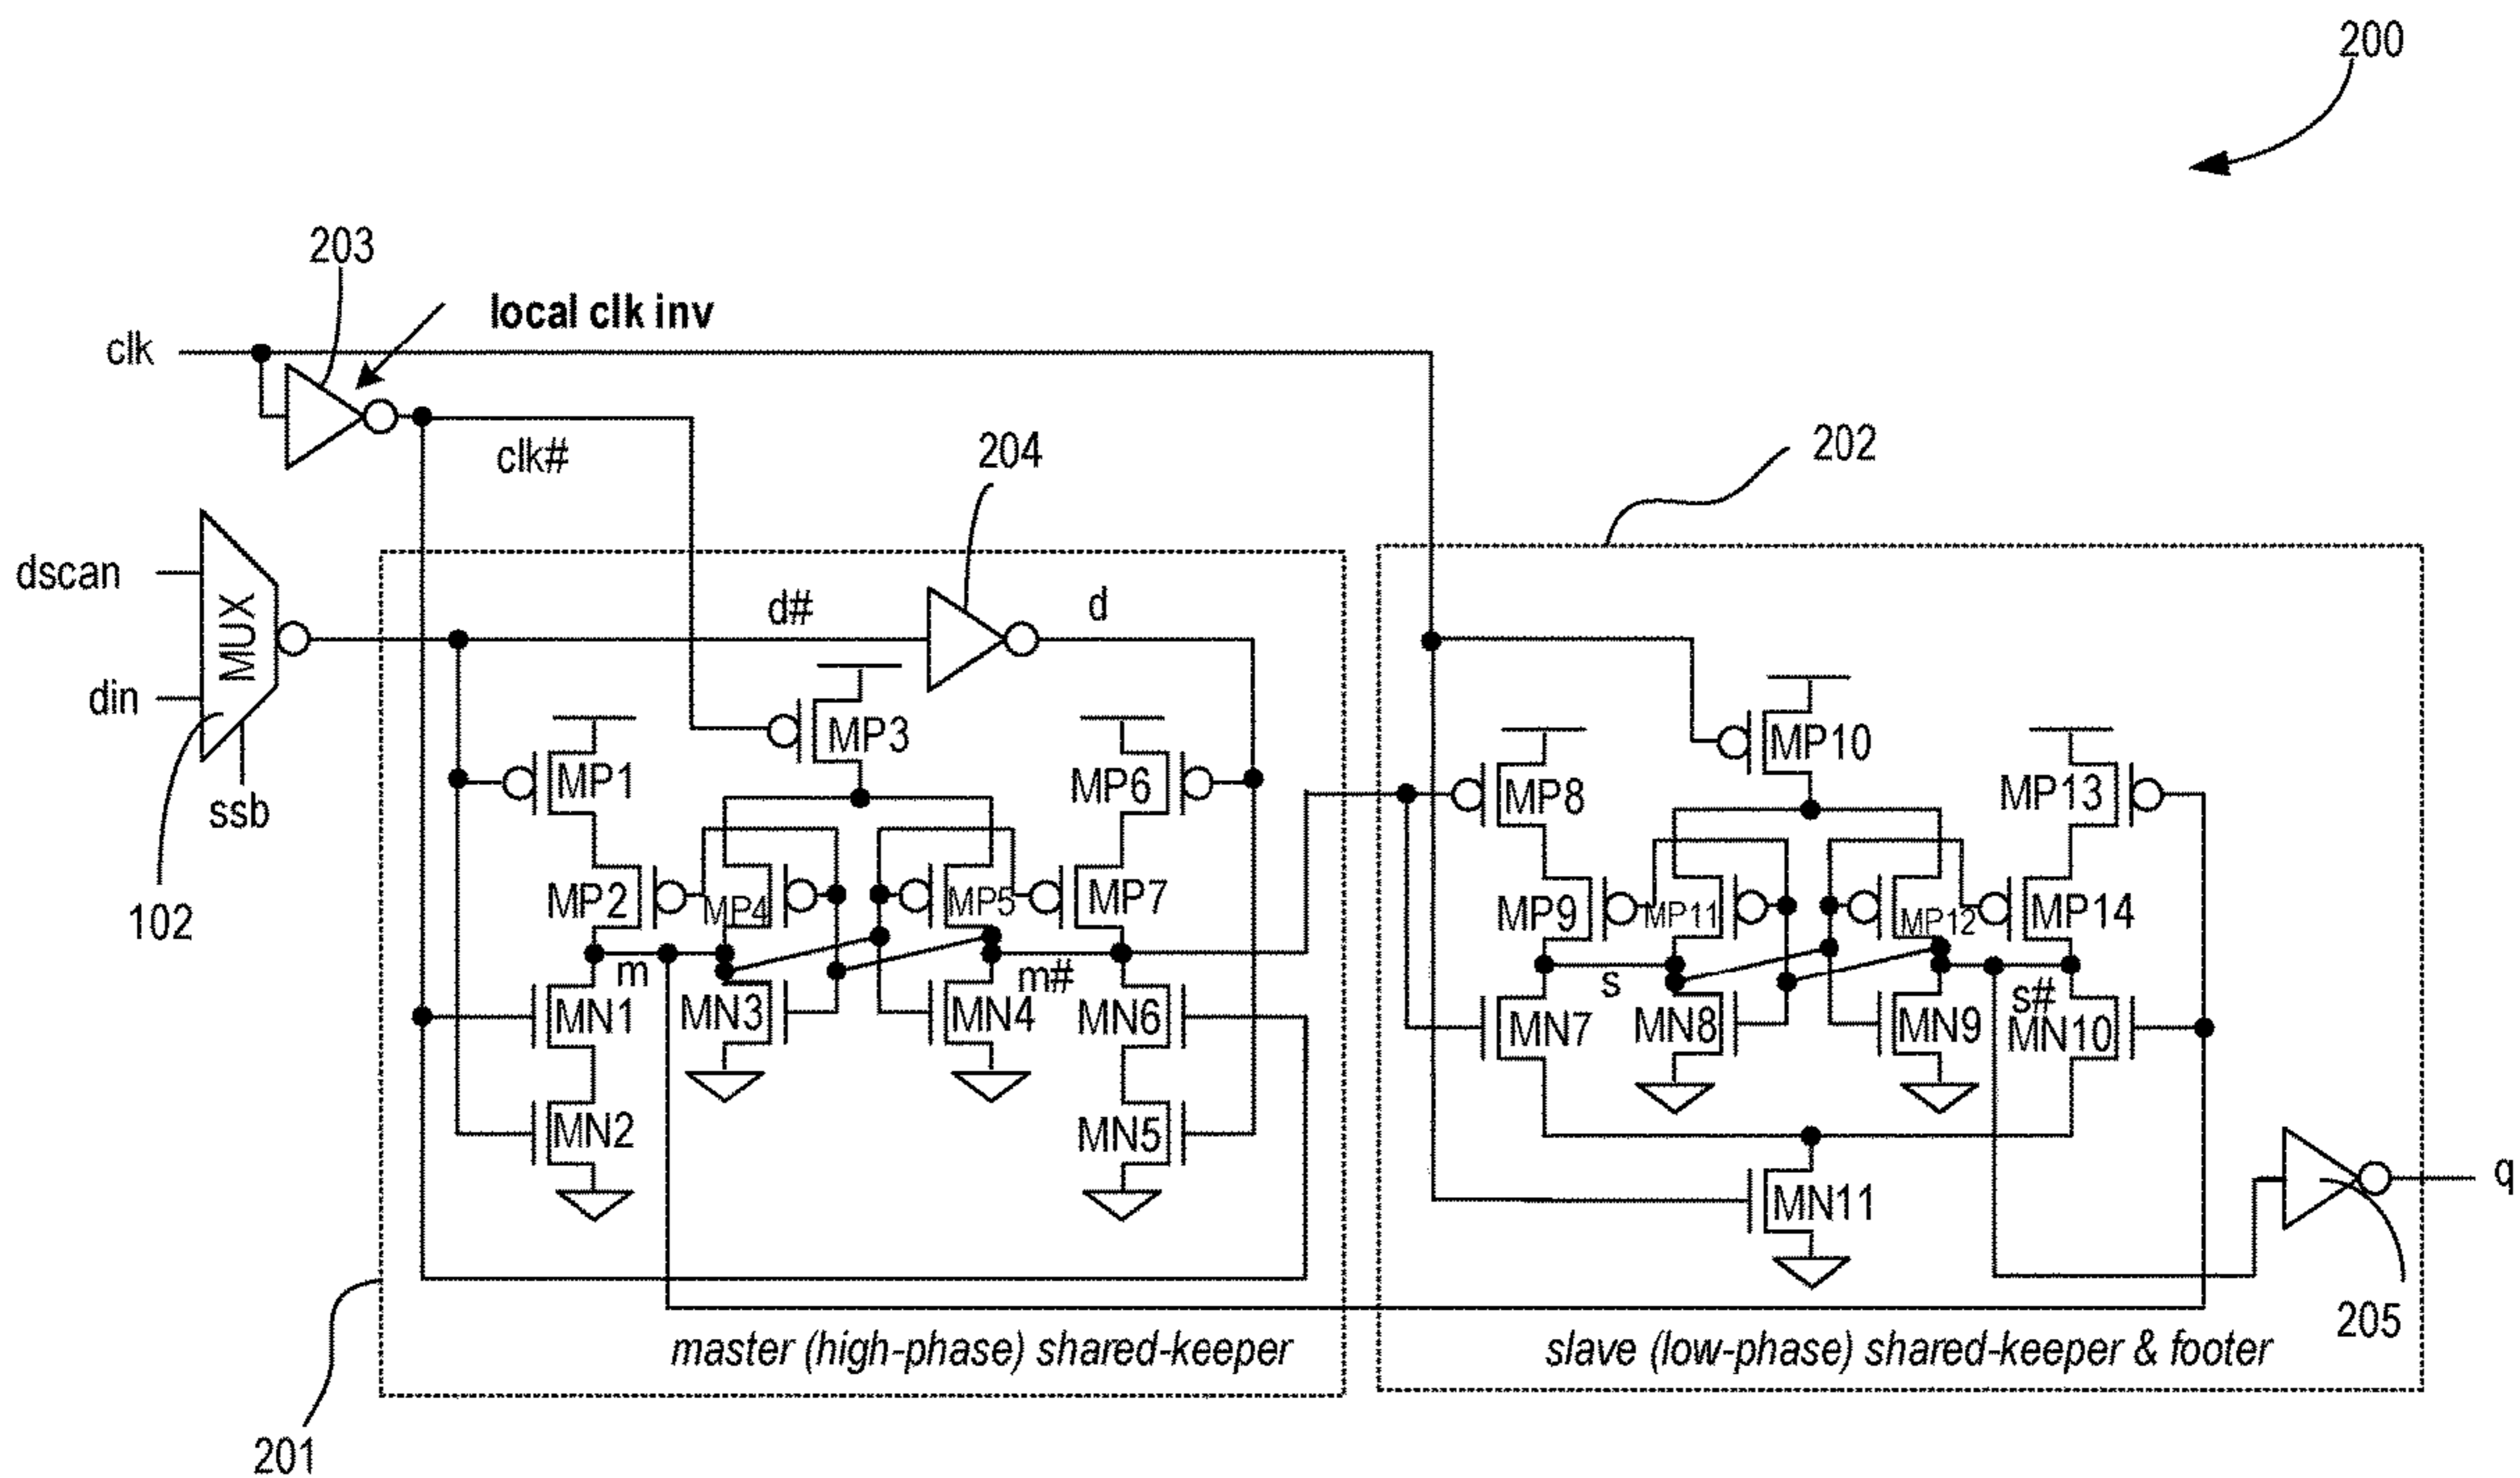 200
203
local clk inv
clk
clk#
204
202
dscan
MUX
d#
d
din
ssb
102
MP3
MP1
MP6
MP10
MP8
MP13
MP2
MP4
MP5
MP7
MP9
MP11
MP12
MP14
m
m#
s
s#
MN1
MN3
MN4
MN6
MN7
MN8
MN9
MN10
MN2
MN5
MN11
q
205
master (high-phase) shared-keeper
slave (low-phase) shared-keeper & footer
201